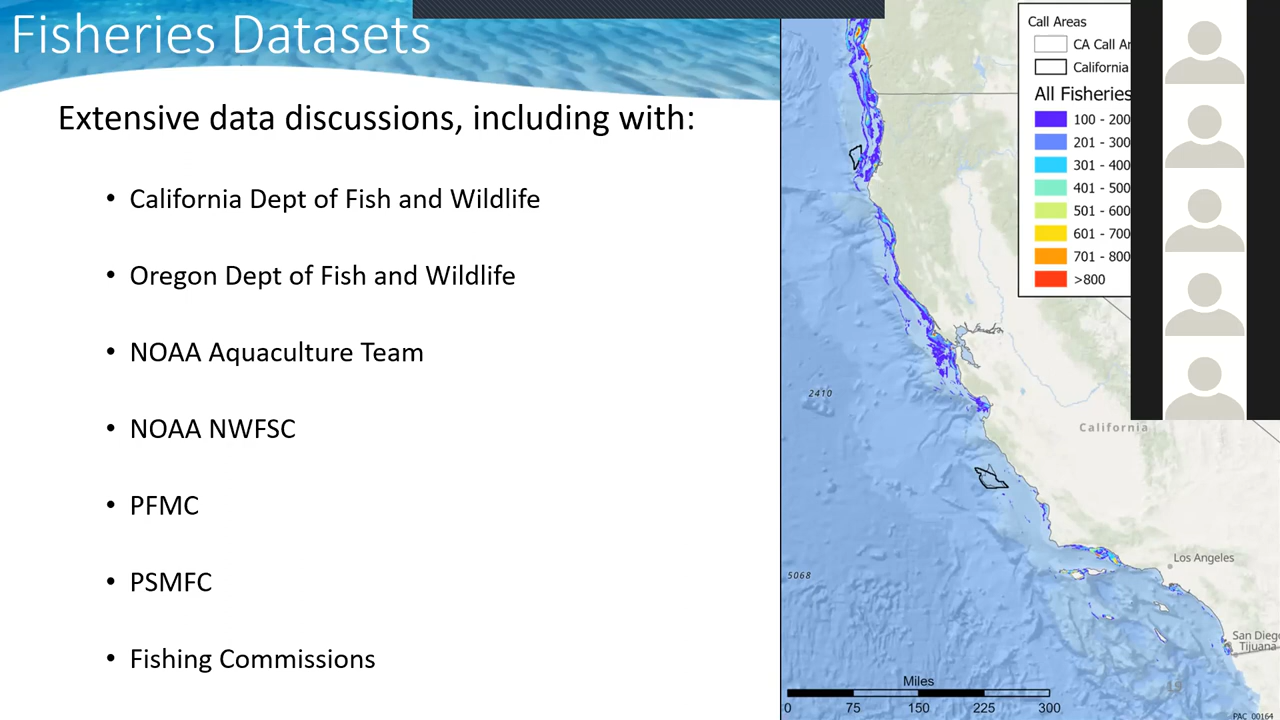 Fisheries Datasets
Extensive data discussions, including with:
• California Dept of Fish and Wildlife
• Oregon Dept of Fish and Wildlife
• NOAA Aquaculture Team
• NOAA NWFSC
• PFMC
• PSMFC
• Fishing Commissions
Call Areas
CA Call Ar
California
All Fisheries
100 - 200
201 - 300
301 - 400
401 - 500
501 - 600
601 - 700
701 - 800
>800
2410
California
5068
Los Angeles
San Dieg
Tijuana
Miles
0 75 150 225 300
19
PAC_00164